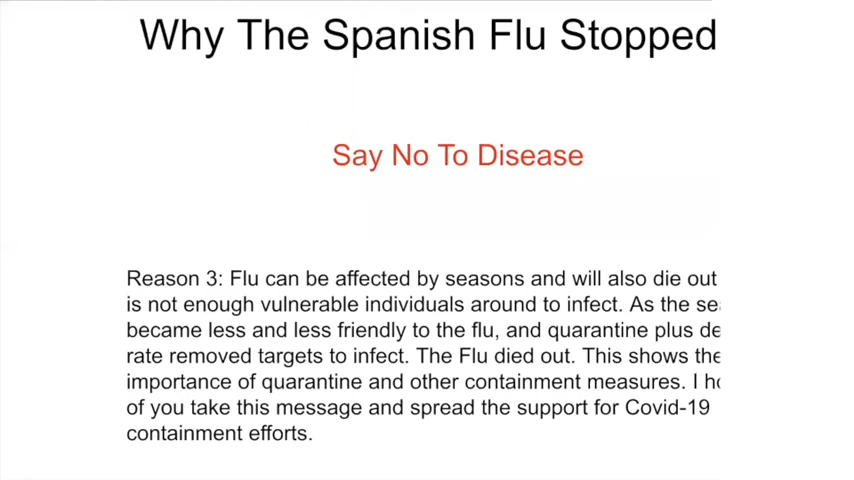 Why The Spanish Flu Stopped
Say No To Disease
Reason 3: Flu can be affected by seasons and will also die out
is not enough vulnerable individuals around to infect. As the
became less and less friendly to the flu, and quarantine plus
rate removed targets to infect. The Flu died out. This shows the
importance of quarantine and other containment measures. I
of you take this message and spread the support for Covid-19
containment efforts.